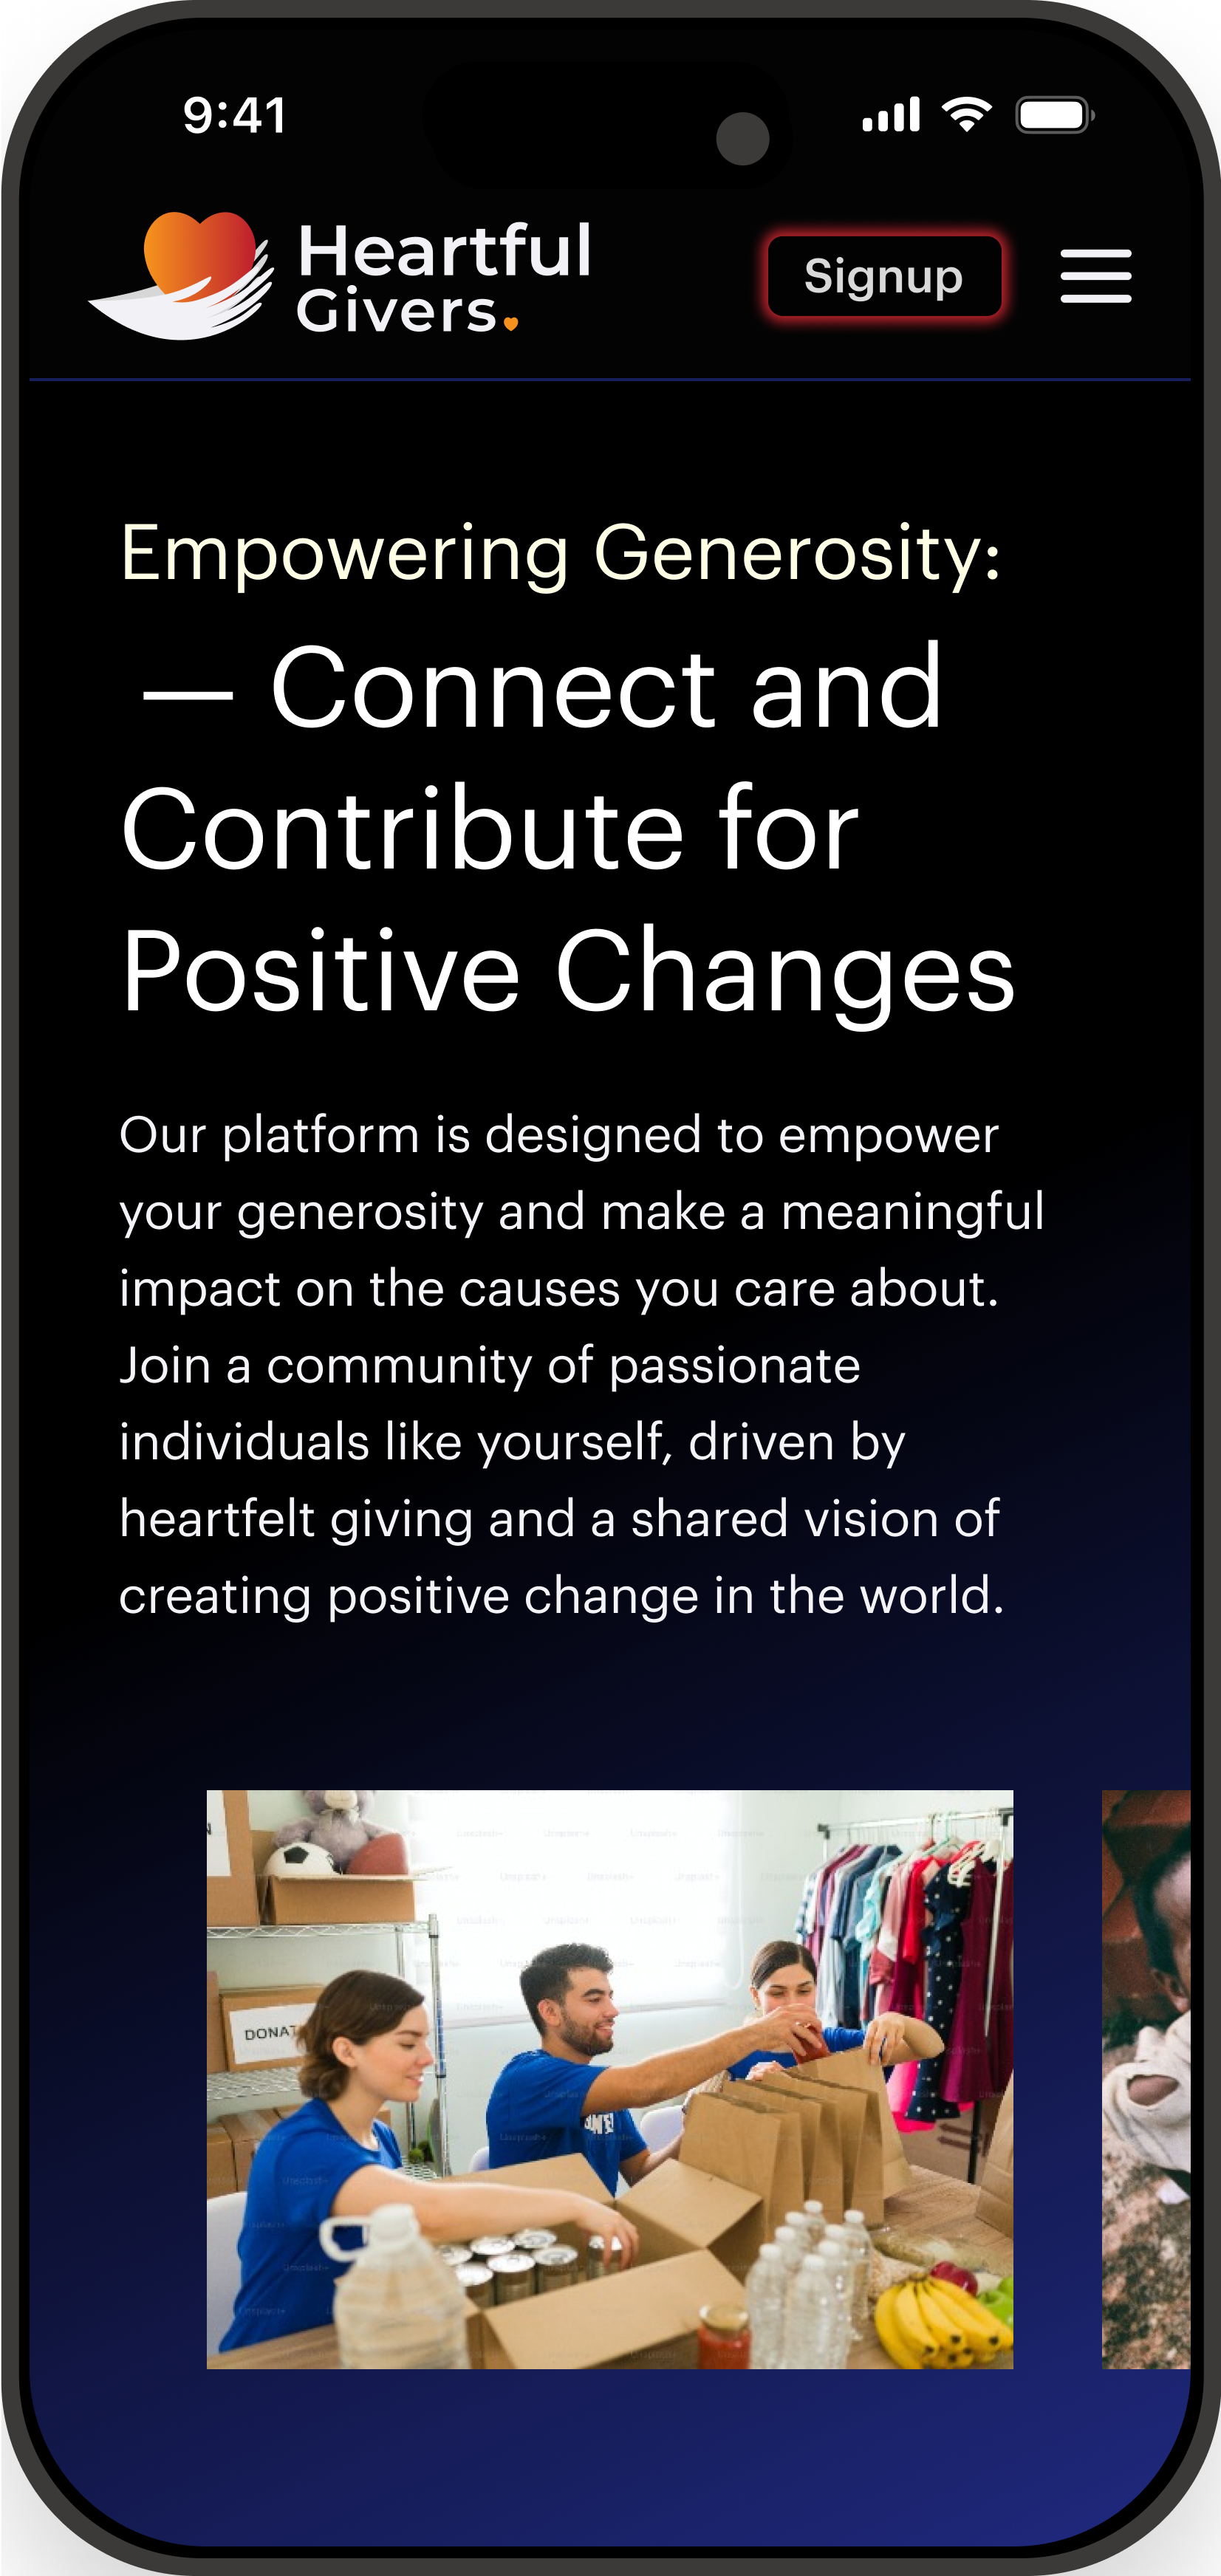 9:41
Heartful
Givers
Signup
Empowering Generosity:
— Connect and
Contribute for
Positive Changes
Our platform is designed to empower
your generosity and make a meaningful
impact on the causes you care about.
Join a community of passionate
individuals like yourself, driven by
heartfelt giving and a shared vision of
creating positive change in the world.
DONAT
Unsplash+